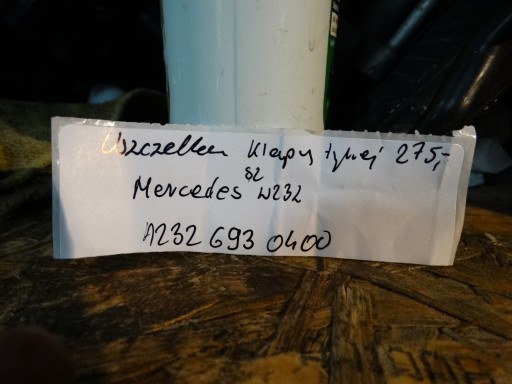 Uszczelka Klapy tylnej 275,-
Mercedes SL W232
A232 693 0400